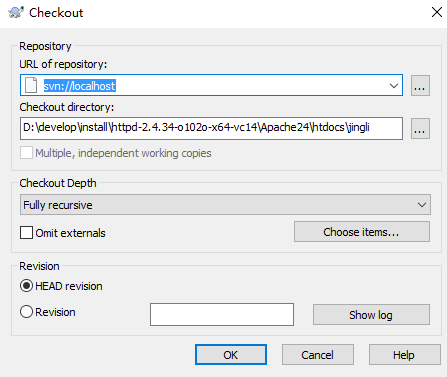 Checkout
Repository
URL of repository:
svn://localhost
...
Checkout directory:
D:\develop\install\httpd-2.4.34-o102o-x64-vc14\Apache24\htdocs\jingli
...
Multiple, independent working copies
Checkout Depth
Fully recursive
Omit externals
Choose items...
Revision
HEAD revision
Revision
Show log
OK
Cancel
Help